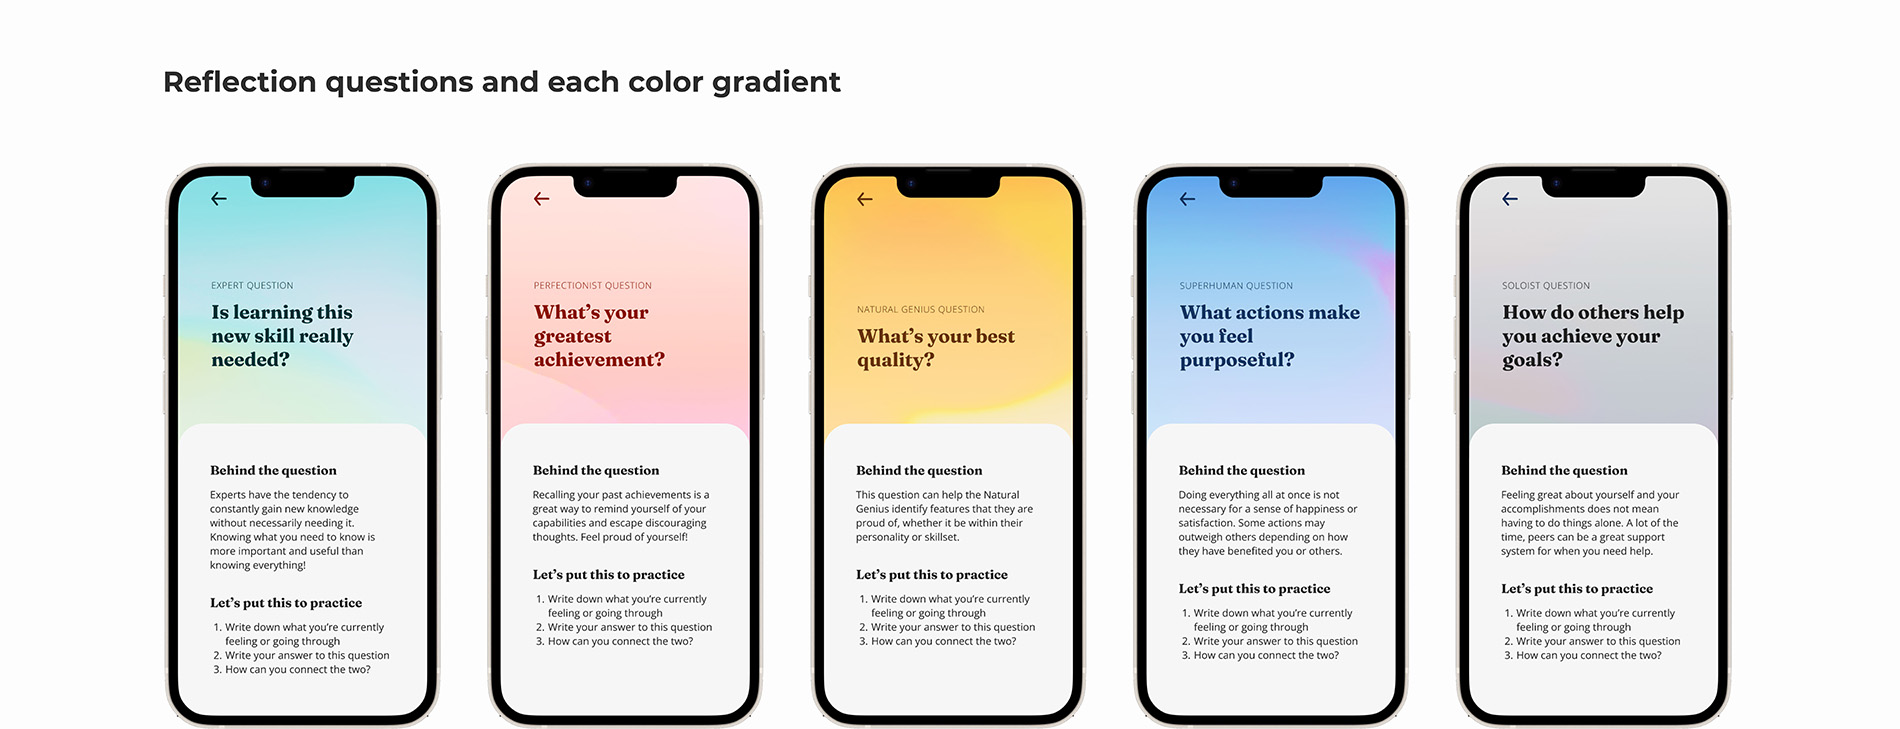 Reflection questions and each color gradient
EXPERT QUESTION
Is learning this
new skill really
needed?
Behind the question
Experts have the tendency to
constantly gain new knowledge
without necessarily needing it.
Knowing what you need to know is
more important and useful than
knowing everything!
Let's put this to practice
1. Write down what you're currently
feeling or going through
2. Write your answer to this question
3. How can you connect the two?
PERFECTIONIST QUESTION
What's your
greatest
achievement?
Behind the question
Recalling your past achievements is a
great way to remind yourself of your
capabilities and escape discouraging
thoughts. Feel proud of yourself!
Let's put this to practice
1. Write down what you're currently
feeling or going through
2. Write your answer to this question
3. How can you connect the two?
NATURAL GENIUS QUESTION
What's your best
quality?
Behind the question
This question can help the Natural
Genius identify features that they are
proud of, whether it be within their
personality or skillset.
Let's put this to practice
1. Write down what you're currently
feeling or going through
2. Write your answer to this question
3. How can you connect the two?
SUPERHUMAN QUESTION
What actions make
you feel
purposeful?
Behind the question
Doing everything all at once is not
necessary for a sense of happiness or
satisfaction. Some actions may
outweigh others depending on how
they have benefited you or others.
Let's put this to practice
1. Write down what you're currently
feeling or going through
2. Write your answer to this question
3. How can you connect the two?
SOLOIST QUESTION
How do others help
you achieve your
goals?
Behind the question
Feeling great about yourself and your
accomplishments does not mean
having to do things alone. A lot of the
time, peers can be a great support
system for when you need help.
Let's put this to practice
1. Write down what you're currently
feeling or going through
2. Write your answer to this question
3. How can you connect the two?